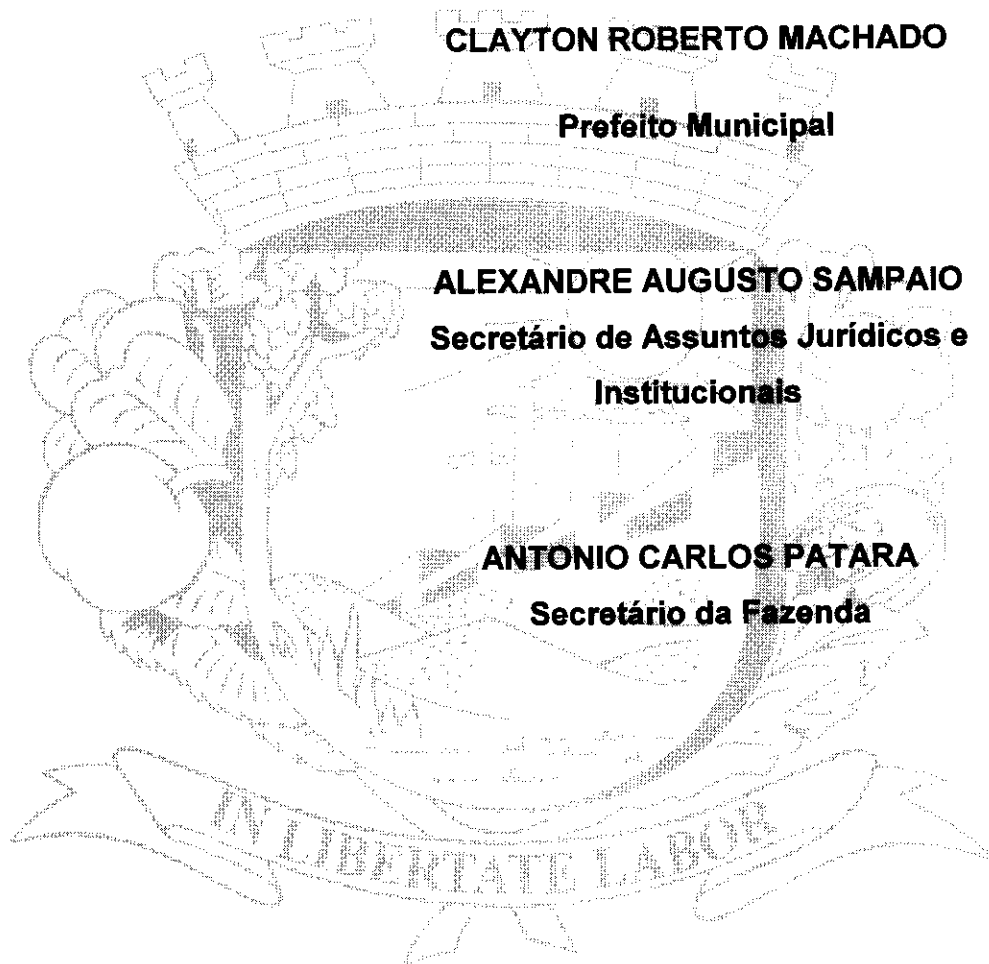 CLAYTON ROBERTO MACHADO
Prefeito Municipal
ALEXANDRE AUGUSTO SAMPAIO
Secretário de Assuntos Jurídicos e
Institucionais
ANTONIO CARLOS PATARA
Secretário da Fazenda
IN LIBERTATE LABOR